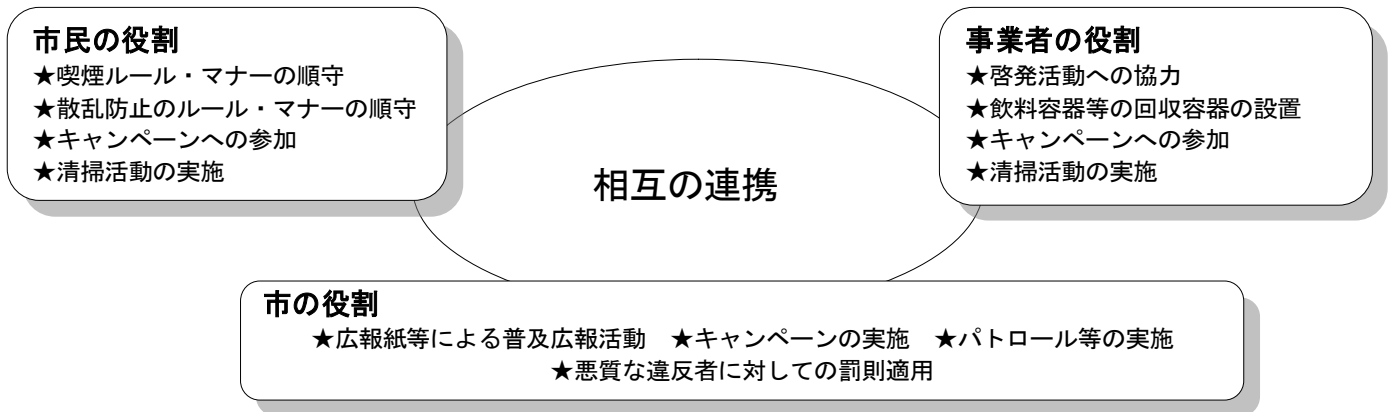 市民の役割
★喫煙ルール・マナーの順守
★散乱防止のルール・マナーの順守
★キャンペーンへの参加
★清掃活動の実施
事業者の役割
★啓発活動への協力
★飲料容器等の回収容器の設置
★キャンペーンへの参加
★清掃活動の実施
相互の連携
市の役割
★広報紙等による普及広報活動　★キャンペーンの実施　★パトロール等の実施
★悪質な違反者に対しての罰則適用